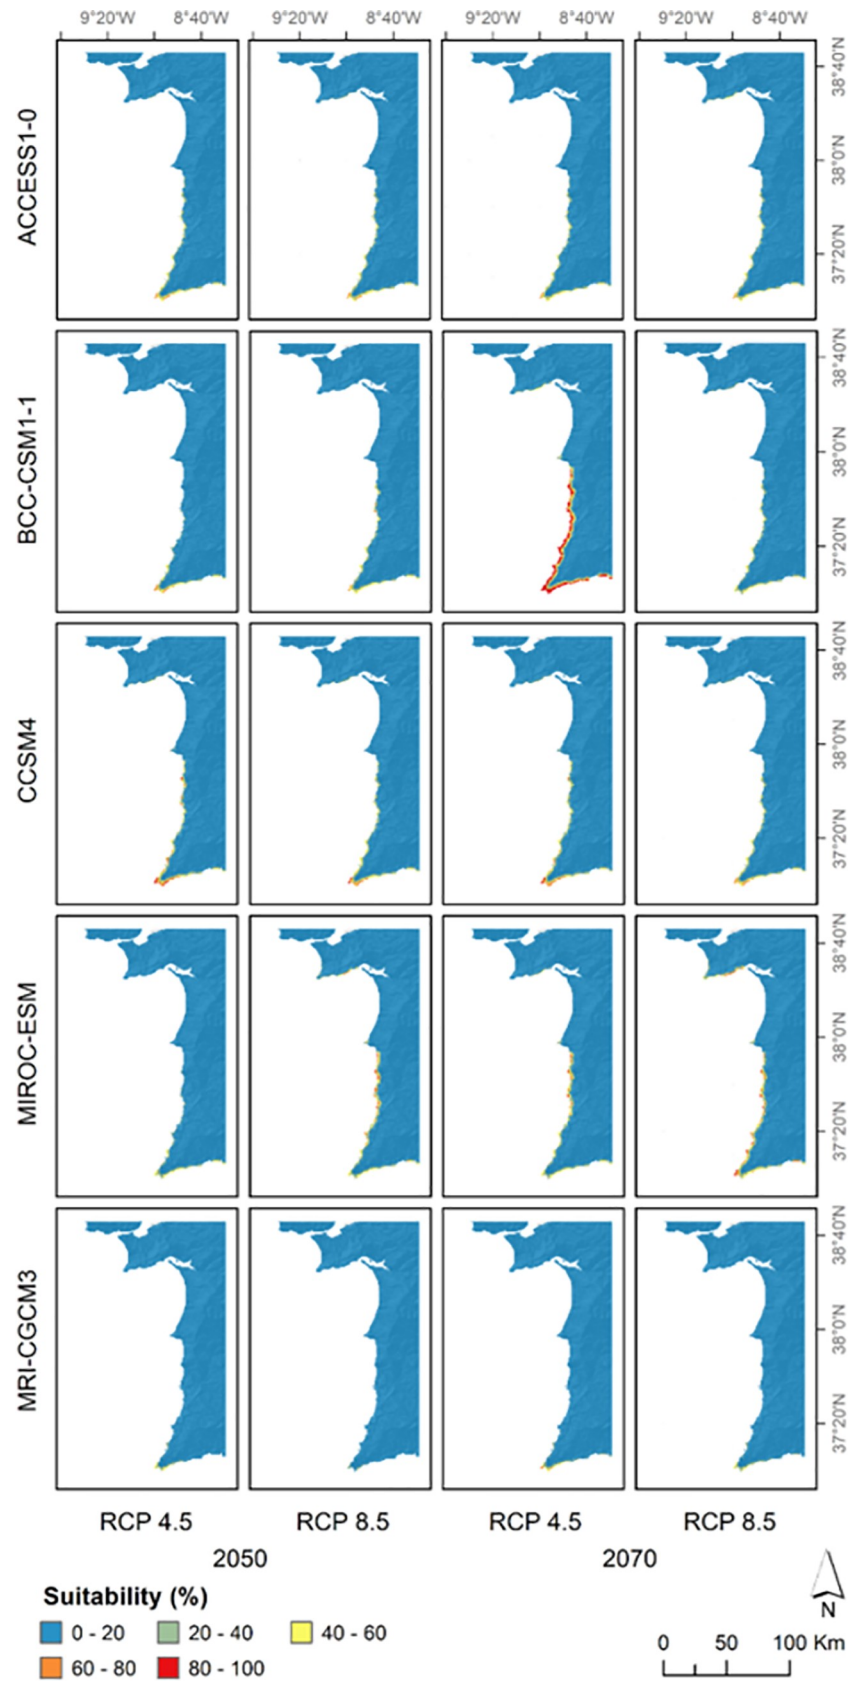 9°20'W 8°40'W 9°20'W 8°40'W 9°20'W 8°40'W 9°20'W 8°40'W
ACCESS1-0
38°40'N
38°0'N
37°20'N
BCC-CSM1-1
38°40'N
38°0'N
37°20'N
CCSM4
38°40'N
38°0'N
37°20'N
MIROC-ESM
38°40'N
38°0'N
37°20'N
MRI-CGCM3
38°40'N
38°0'N
37°20'N
RCP 4.5 RCP 8.5 RCP 4.5 RCP 8.5
2050 2070
Suitability (%)
0 - 20 20 - 40 40 - 60
60 - 80 80 - 100
N
0 50 100 Km